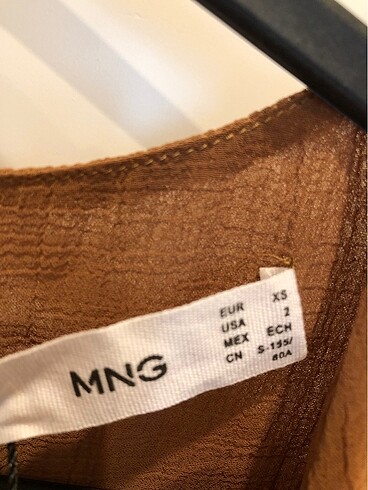 MNG
EUR XS
USA 2
MEX ECH
CN S-155/
80A